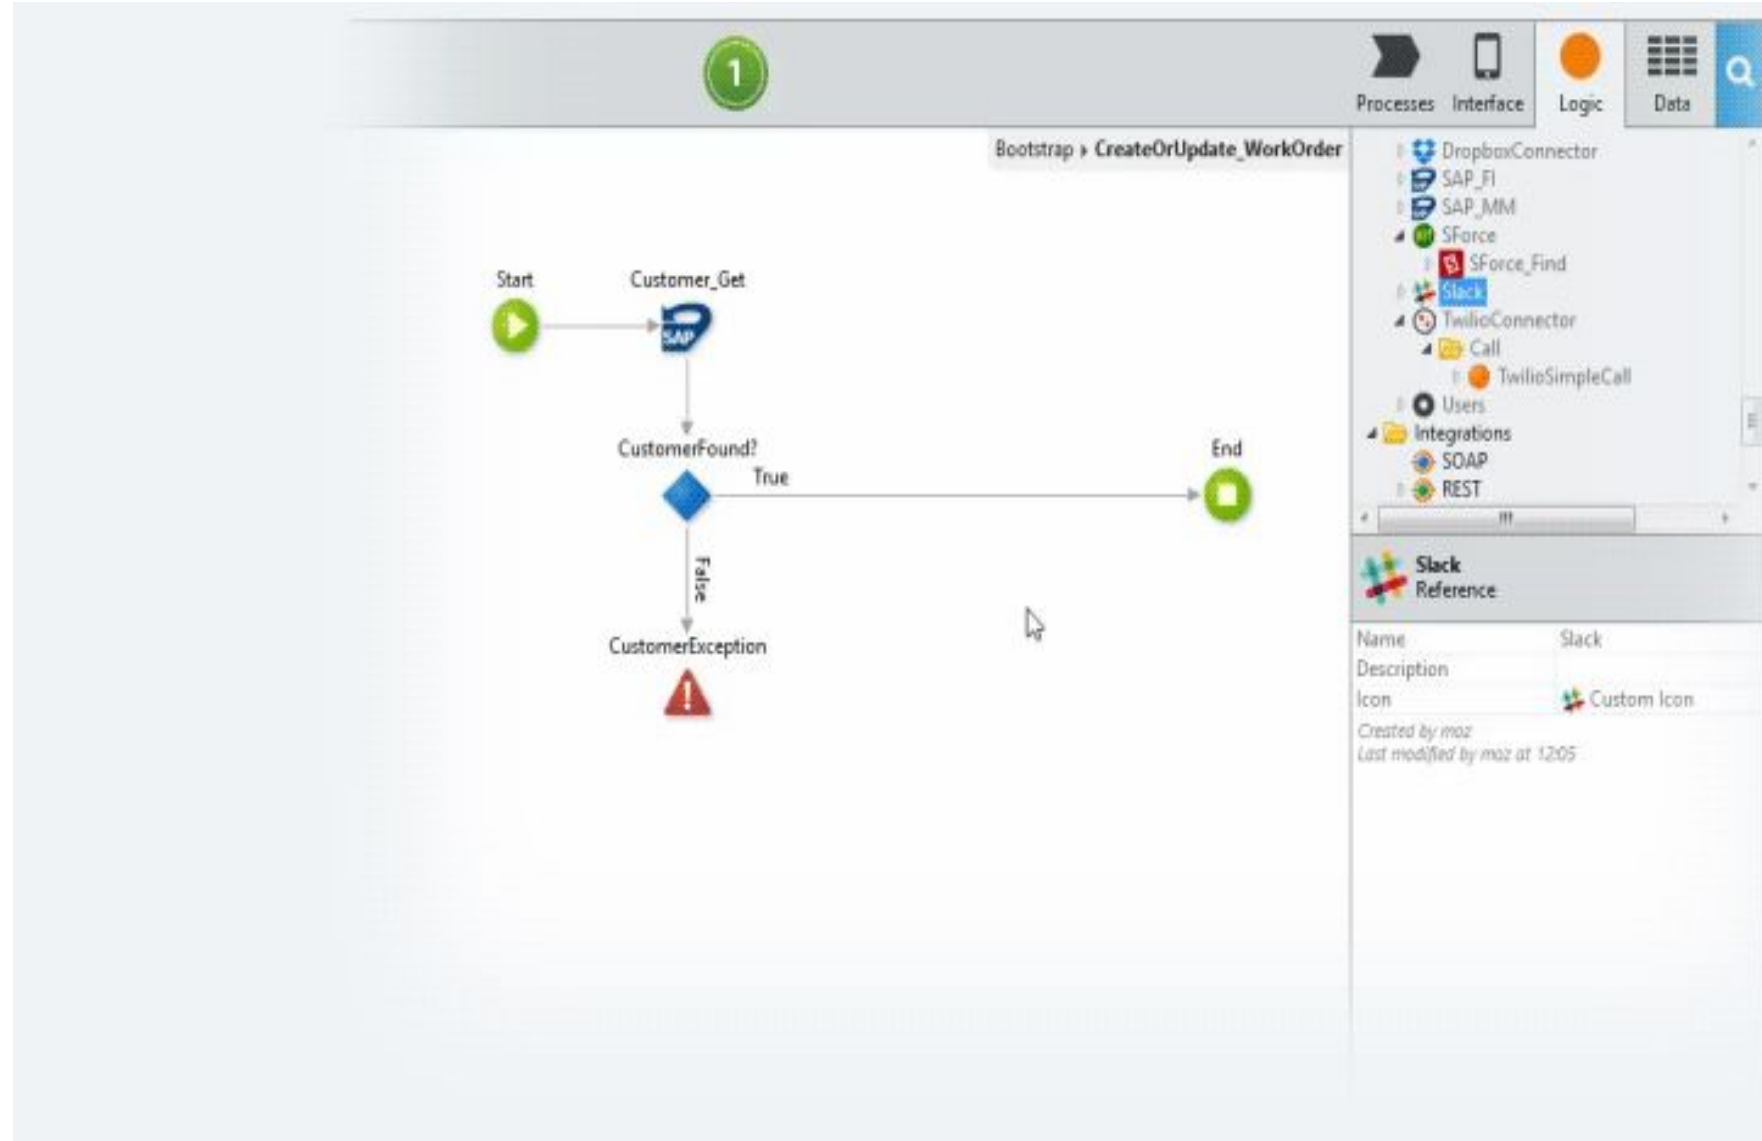 1
Processes
Interface
Logic
Data
Bootstrap CreateOrUpdate_WorkOrder
DropboxConnector
SAP_FI
SAP_MM
SForce
SForce_Find
Slack
TwilioConnector
Call
TwilioSimpleCall
Users
Integrations
SOAP
REST
Start
Customer_Get
SAP
CustomerFound?
True
End
False
CustomerException
Slack
Reference
Name Slack
Description
Icon Custom Icon
Created by moz
Last modified by moz at 12:05